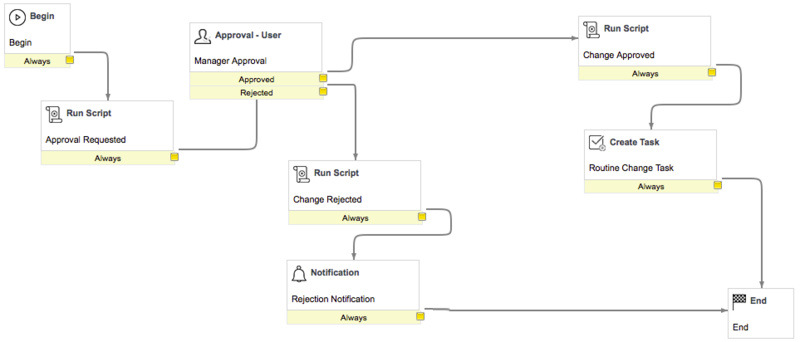 Begin
Begin
Always
Run Script
Approval Requested
Always
Approval - User
Manager Approval
Approved
Rejected
Run Script
Change Rejected
Always
Notification
Rejection Notification
Always
Run Script
Change Approved
Always
Create Task
Routine Change Task
Always
End
End